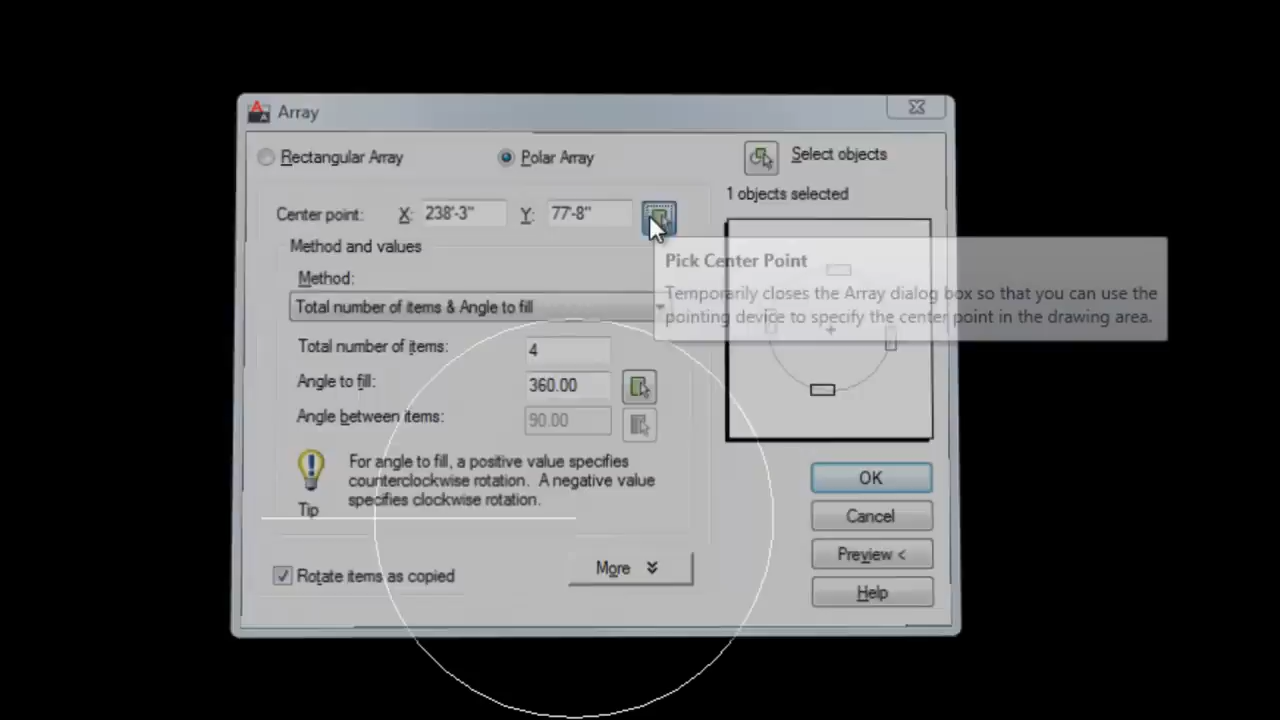 Array
Rectangular Array
Polar Array
Select objects
1 objects selected
Center point:
X:
238'-3"
Y:
77'-8"
Pick Center Point
Temporarily closes the Array dialog box so that you can use the
pointing device to specify the center point in the drawing area.
Method and values
Method:
Total number of items & Angle to fill
Total number of items:
4
Angle to fill:
360.00
Angle between items:
90.00
For angle to fill, a positive value specifies
counterclockwise rotation. A negative value
specifies clockwise rotation.
Tip
Rotate items as copied
More
OK
Cancel
Preview <
Help